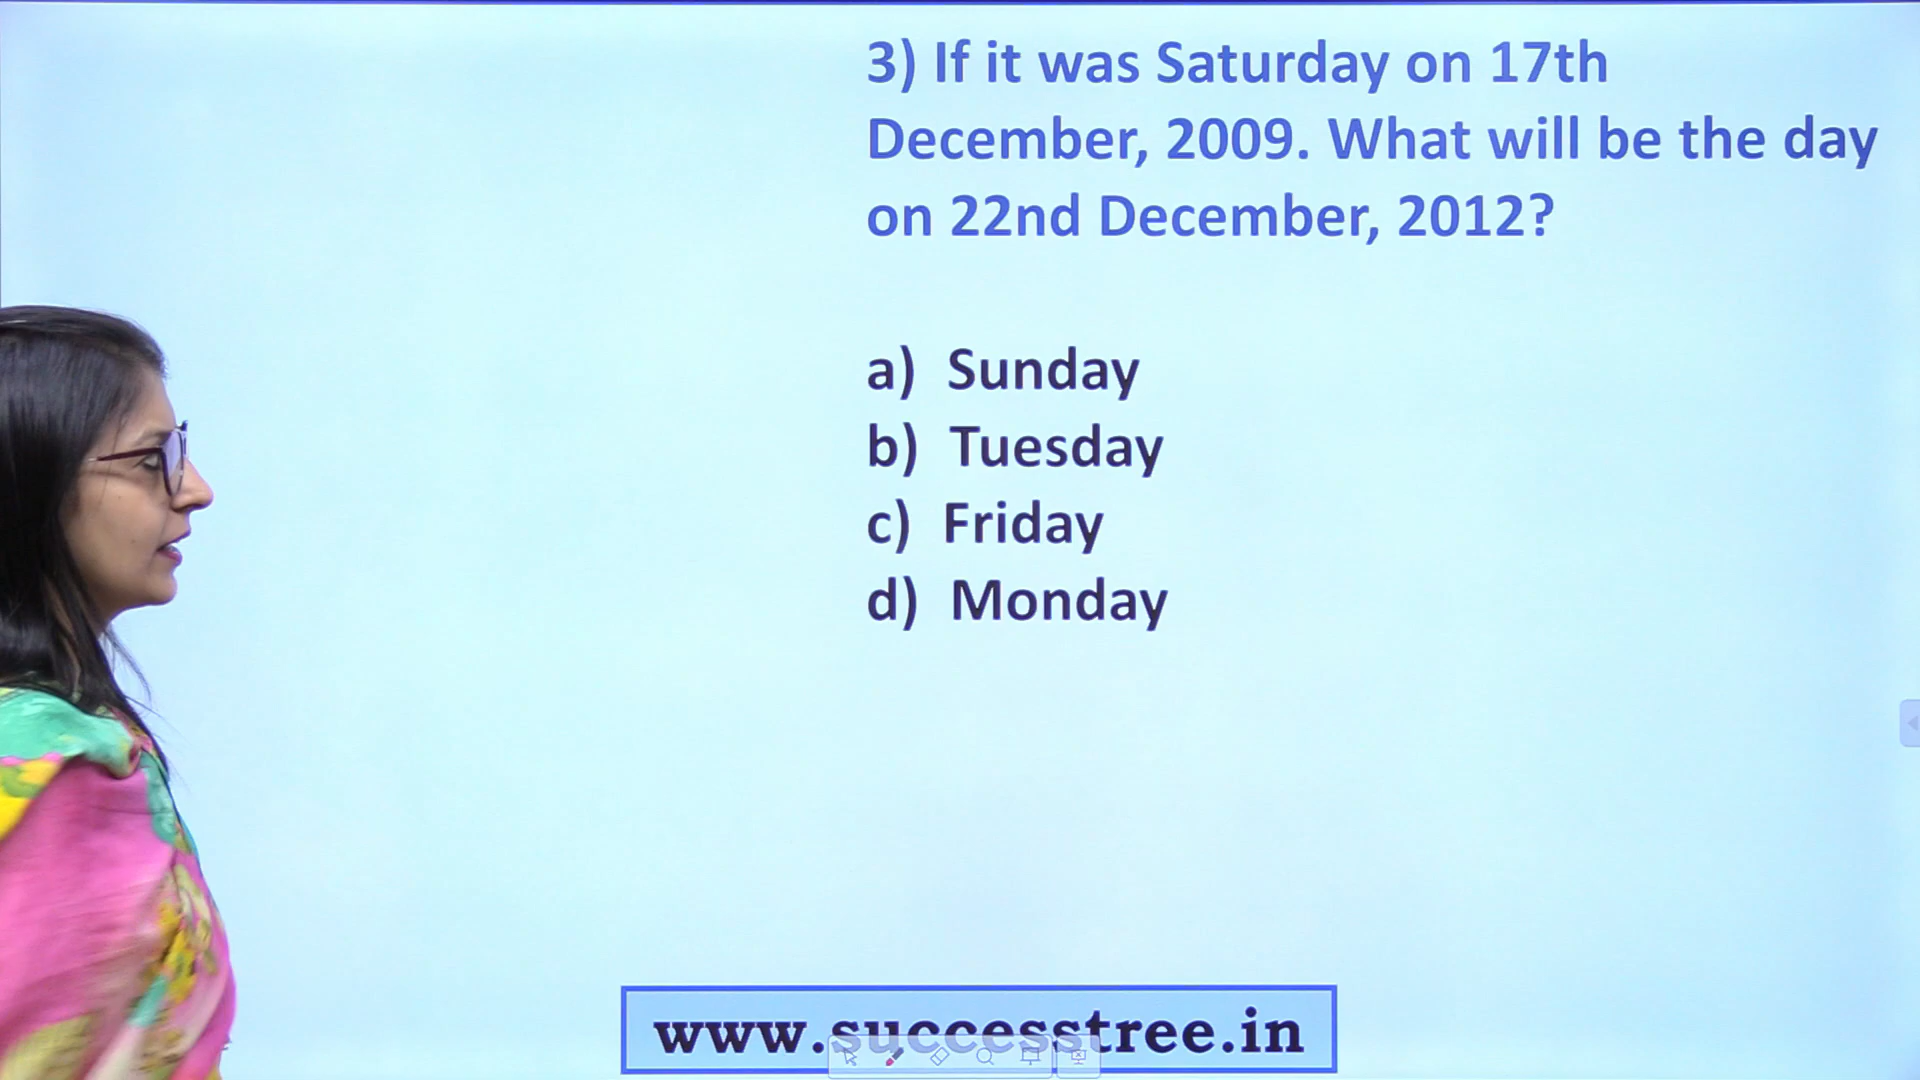 3) If it was Saturday on 17th
December, 2009. What will be the day
on 22nd December, 2012?
a) Sunday
b) Tuesday
c) Friday
d) Monday
www.successtree.in